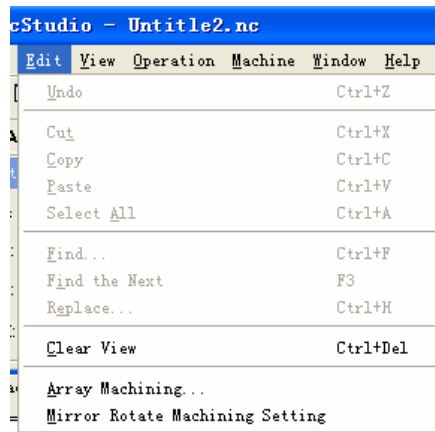 cStudio - Untitle2.nc
Edit View Operation Machine Window Help
Undo Ctrl+Z
Cut Ctrl+X
Copy Ctrl+C
Paste Ctrl+V
Select All Ctrl+A
Find... Ctrl+F
Find the Next F3
Replace... Ctrl+H
Clear View Ctrl+Del
Array Machining...
Mirror Rotate Machining Setting